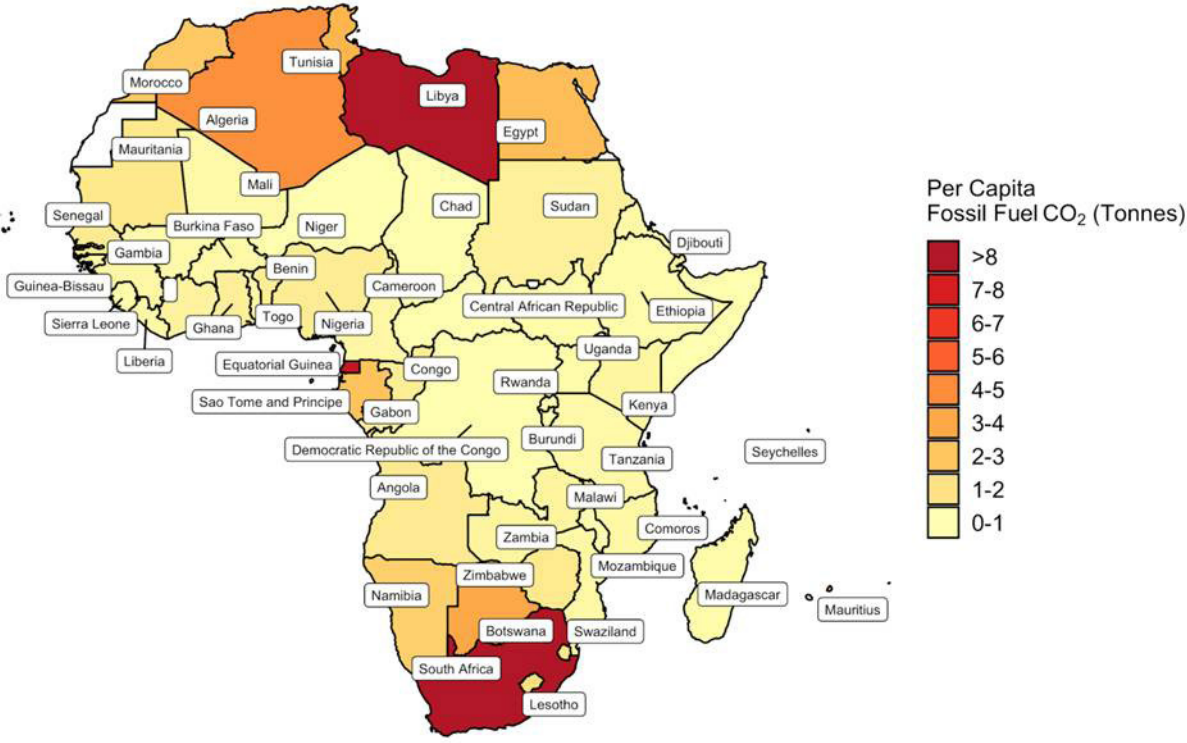 Tunisia
Morocco
Libya
Algeria
Egypt
Mauritania
Mali
Senegal
Chad
Sudan
Burkina Faso
Niger
Djibouti
Gambia
Benin
Guinea-Bissau
Cameroon
Central African Republic
Ethiopia
Sierra Leone
Ghana
Togo
Nigeria
Liberia
Uganda
Equatorial Guinea
Congo
Rwanda
Sao Tome and Principe
Gabon
Kenya
Democratic Republic of the Congo
Burundi
Tanzania
Seychelles
Angola
Malawi
Comoros
Zambia
Mozambique
Zimbabwe
Namibia
Madagascar
Mauritius
Botswana
Swaziland
South Africa
Lesotho
Per Capita
Fossil Fuel CO₂ (Tonnes)
>8
7-8
6-7
5-6
4-5
3-4
2-3
1-2
0-1